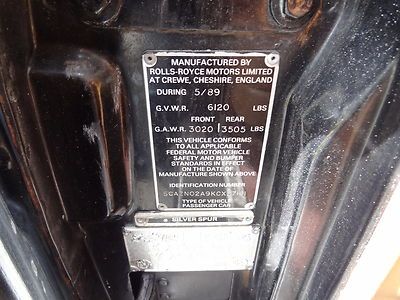 MANUFACTURED BY
ROLLS-ROYCE MOTORS LIMITED
AT CREWE, CHESHIRE, ENGLAND
DURING 5/89
G.V.W.R. 6120 LBS
FRONT REAR
G.A.W.R. 3020 3505 LBS
THIS VEHICLE CONFORMS
TO ALL APPLICABLE
FEDERAL MOTOR VEHICLE
SAFETY AND BUMPER
STANDARDS IN EFFECT
ON THE DATE OF
MANUFACTURE SHOWN ABOVE
IDENTIFICATION NUMBER
TYPE OF VEHICLE
PASSENGER CAR
SILVER SPUR